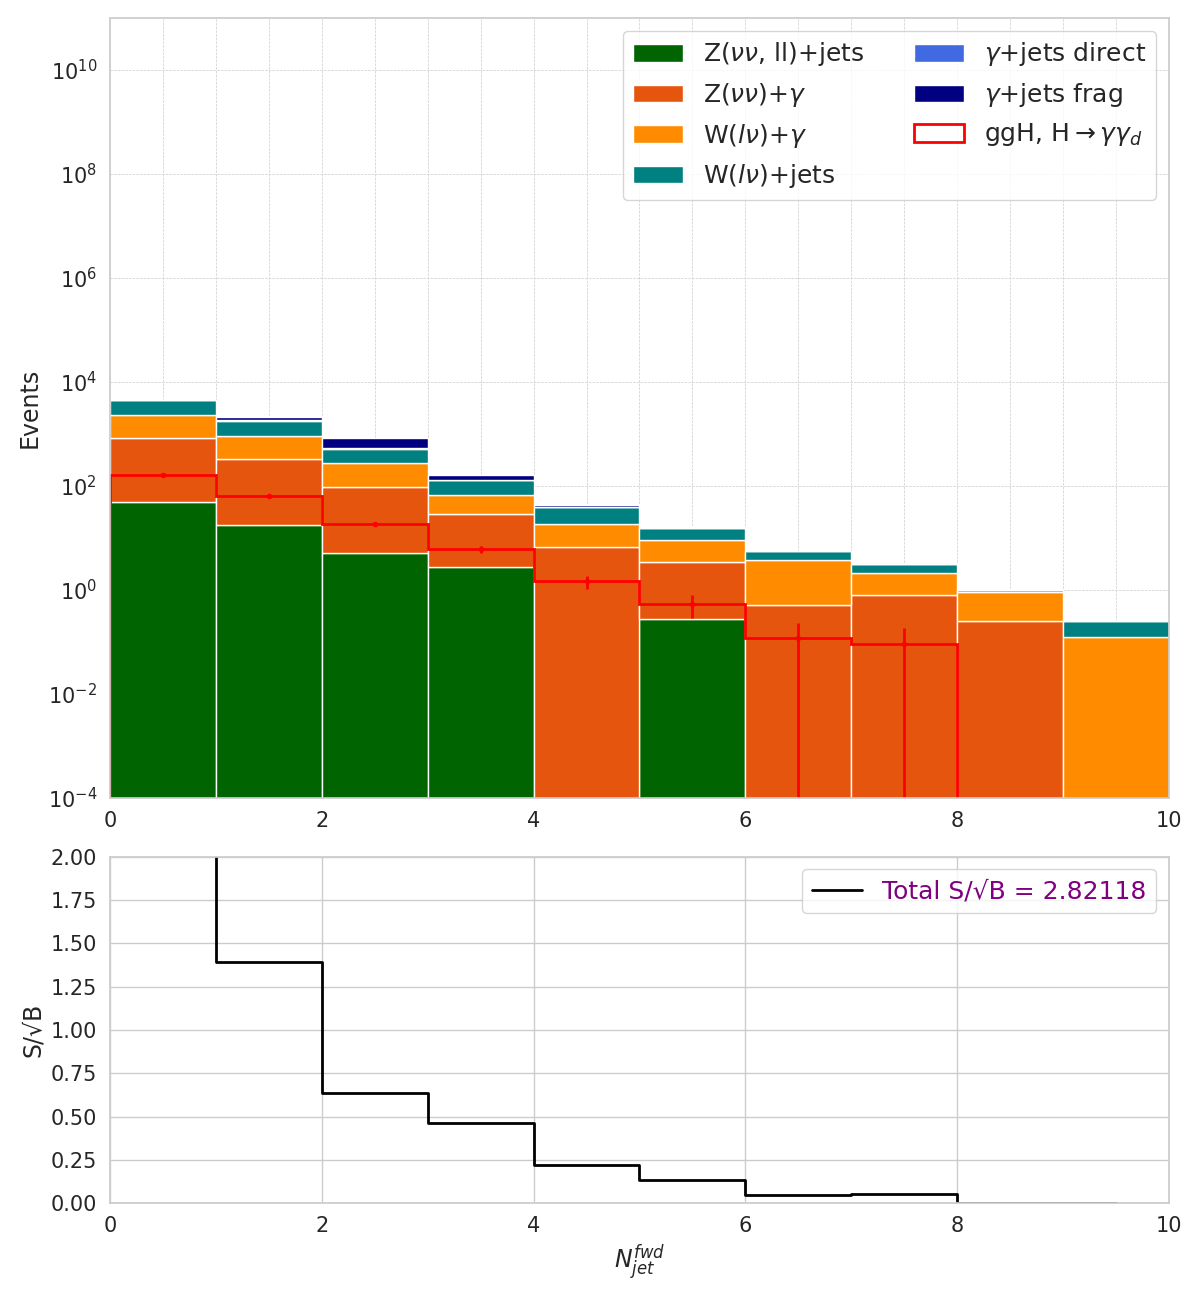 Z(νν, ll)+jets
Z(νν)+γ
W(lν)+γ
W(lν)+jets
γ+jets direct
γ+jets frag
ggH, H→γγ_d
Events
10^10
10^8
10^6
10^4
10^2
10^0
10^−2
10^−4
0 2 4 6 8 10
Total S/√B = 2.82118
S/√B
2.00
1.75
1.50
1.25
1.00
0.75
0.50
0.25
0.00
0 2 4 6 8 10
N_jet^fwd